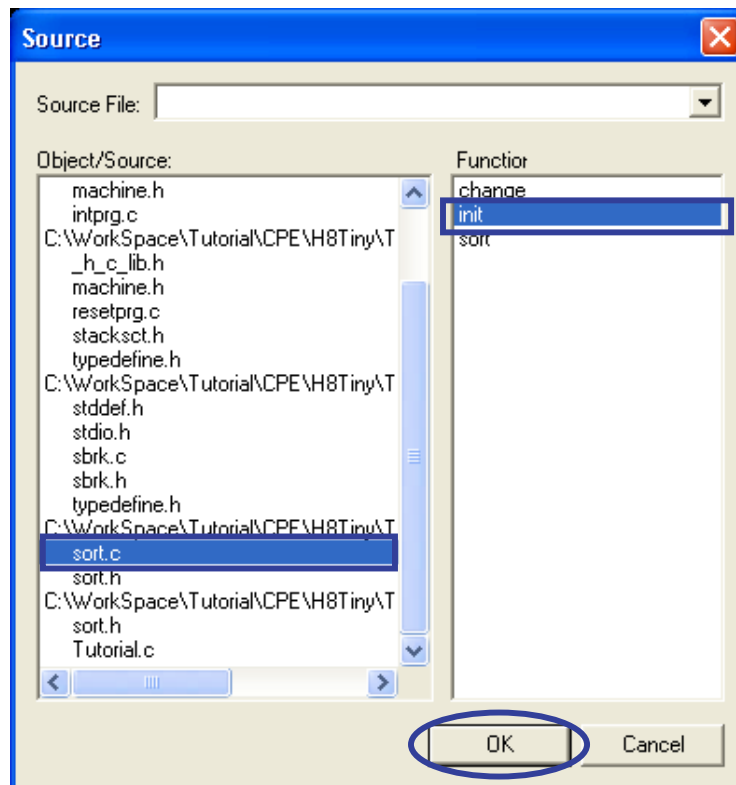 Source
Source File:
Object/Source:
machine.h
intprg.c
C:\WorkSpace\Tutorial\CPE\H8Tiny\T
_h_c_lib.h
machine.h
resetprg.c
stacksct.h
typedefine.h
C:\WorkSpace\Tutorial\CPE\H8Tiny\T
stddef.h
stdio.h
sbrk.c
sbrk.h
typedefine.h
C:\WorkSpace\Tutorial\CPE\H8Tiny\T
sort.c
sort.h
C:\WorkSpace\Tutorial\CPE\H8Tiny\T
sort.h
Tutorial.c
Function
change
init
sort
OK
Cancel